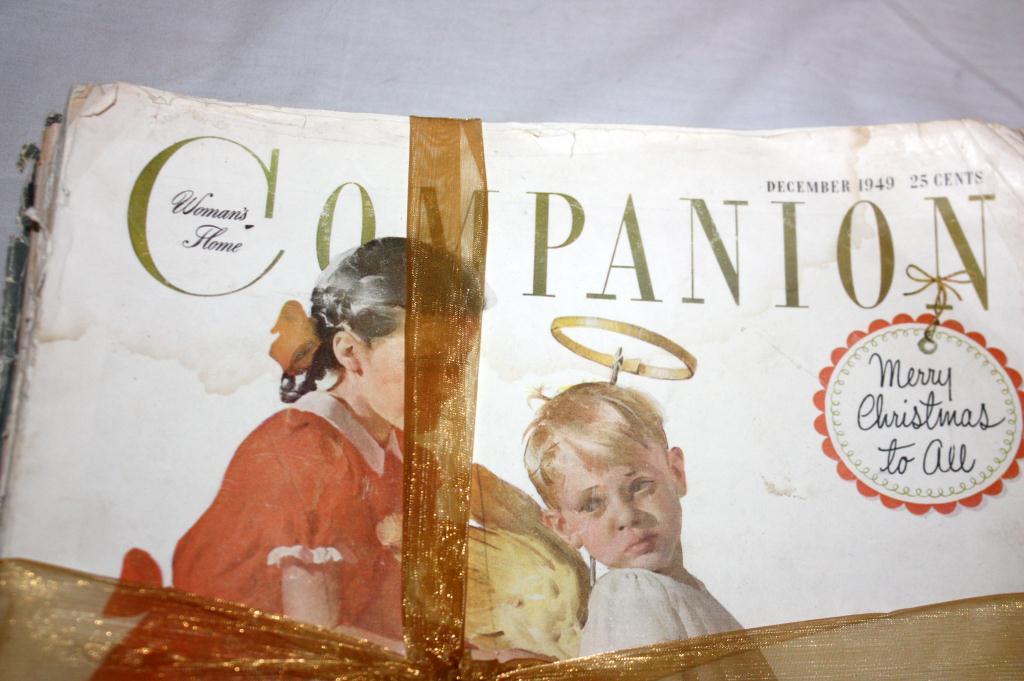 Woman's
Home
COMPANION
DECEMBER 1949 25 CENTS
Merry
Christmas
to All